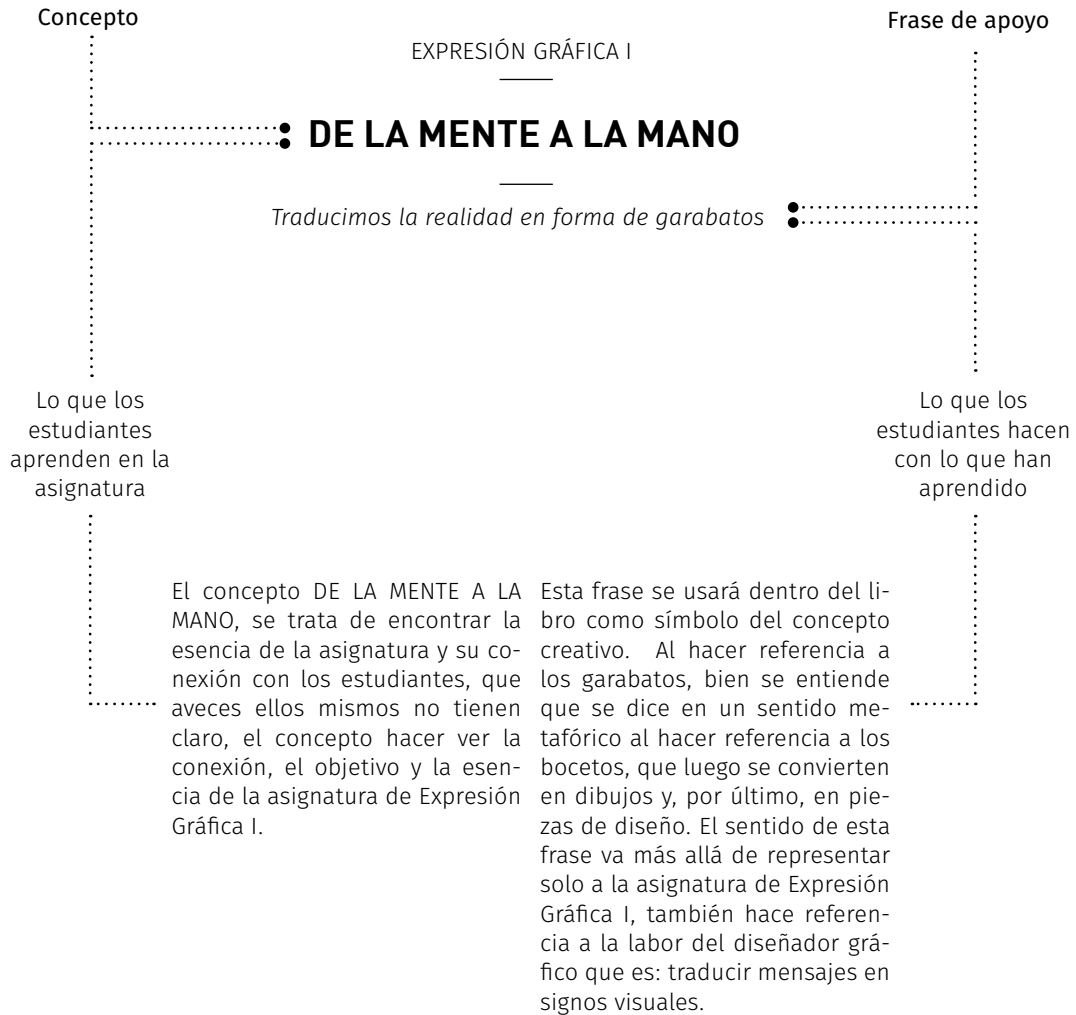 Concepto
Frase de apoyo
EXPRESIÓN GRÁFICA I
DE LA MENTE A LA MANO
Traducimos la realidad en forma de garabatos
Lo que los
estudiantes
aprenden en la
asignatura
Lo que los
estudiantes hacen
con lo que han
aprendido
El concepto DE LA MENTE A LA
MANO, se trata de encontrar la
esencia de la asignatura y su co-
nexión con los estudiantes, que
aveces ellos mismos no tienen
claro, el concepto hacer ver la
conexión, el objetivo y la esen-
cia de la asignatura de Expresión
Gráfica I.
Esta frase se usará dentro del li-
bro como símbolo del concepto
creativo. Al hacer referencia a
los garabatos, bien se entiende
que se dice en un sentido me-
tafórico al hacer referencia a los
bocetos, que luego se convierten
en dibujos y, por último, en pie-
zas de diseño. El sentido de esta
frase va más allá de representar
solo a la asignatura de Expresión
Gráfica I, también hace referen-
cia a la labor del diseñador grá-
fico que es: traducir mensajes en
signos visuales.